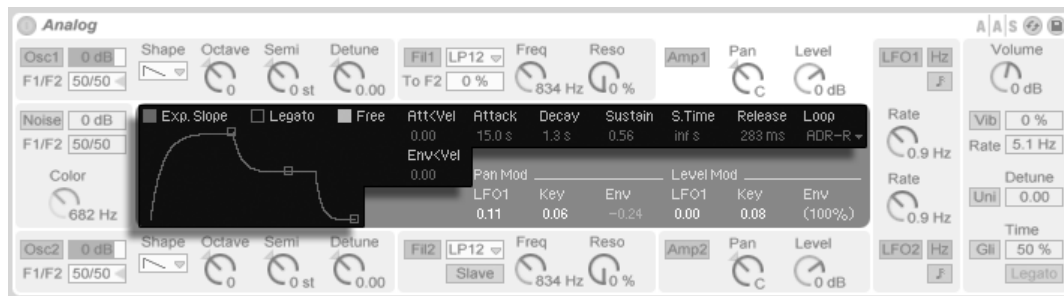 Analog
A|A|S
Osc1 0 dB Shape Octave Semi Detune Fil1 LP12 Freq Reso Amp1 Pan Level LFO1 Hz Volume
F1/F2 50/50 0 0 st 0.00 To F2 0 % 834 Hz 0 % C 0 dB 0 dB
Noise 0 dB Exp. Slope Legato Free Att<Vel Attack Decay Sustain S.Time Release Loop Rate Vib 0 %
F1/F2 50/50 0.00 15.0 s 1.3 s 0.56 inf s 283 ms ADR-R 0.9 Hz Rate 5.1 Hz
Env<Vel
Color 0.00 Pan Mod Level Mod Rate Detune
LFO1 Key Env LFO1 Key Env Uni 0.00
682 Hz 0.11 0.06 -0.24 0.00 0.08 (100%) 0.9 Hz
Time
Osc2 0 dB Shape Octave Semi Detune Fil2 LP12 Freq Reso Amp2 Pan Level LFO2 Hz Gli 50 %
F1/F2 50/50 0 0 st 0.00 Slave 834 Hz 0 % C 0 dB Legato